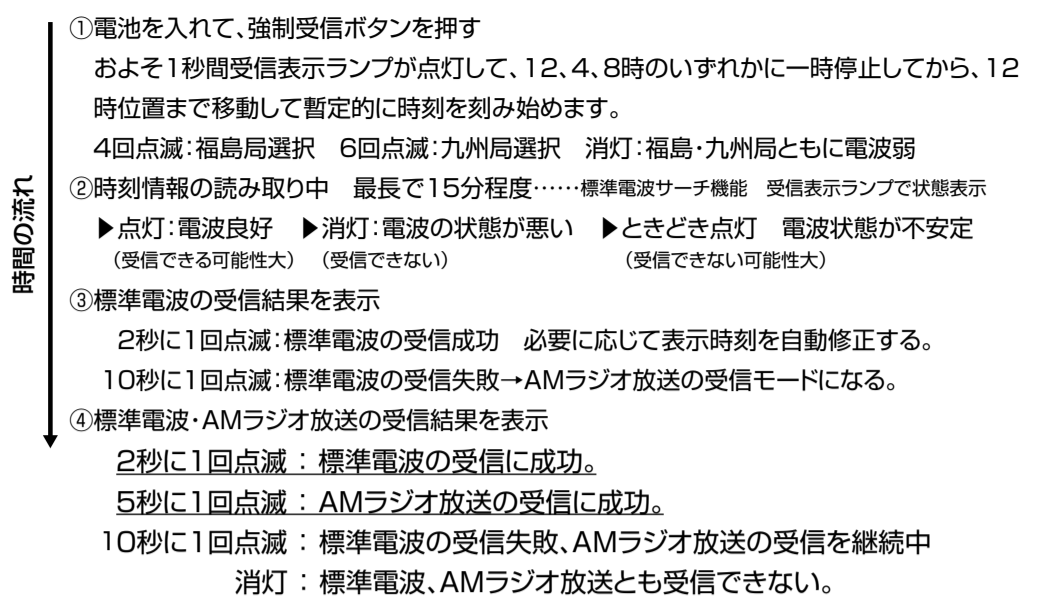 時間の流れ
①電池を入れて、強制受信ボタンを押す
およそ1秒間受信表示ランプが点灯して、12、4、8時のいずれかに一時停止してから、12
時位置まで移動して暫定的に時刻を刻み始めます。
4回点滅:福島局選択　6回点滅:九州局選択　消灯:福島・九州局ともに電波弱
②時刻情報の読み取り中　最長で15分程度……標準電波サーチ機能　受信表示ランプで状態表示
▶点灯:電波良好　▶消灯:電波の状態が悪い　▶ときどき点灯　電波状態が不安定
(受信できる可能性大)　(受信できない)　(受信できない可能性大)
③標準電波の受信結果を表示
2秒に1回点滅:標準電波の受信成功　必要に応じて表示時刻を自動修正する。
10秒に1回点滅:標準電波の受信失敗→AMラジオ放送の受信モードになる。
④標準電波・AMラジオ放送の受信結果を表示
2秒に1回点滅 : 標準電波の受信に成功。
5秒に1回点滅 : AMラジオ放送の受信に成功。
10秒に1回点滅 : 標準電波の受信失敗、AMラジオ放送の受信を継続中
消灯 : 標準電波、AMラジオ放送とも受信できない。